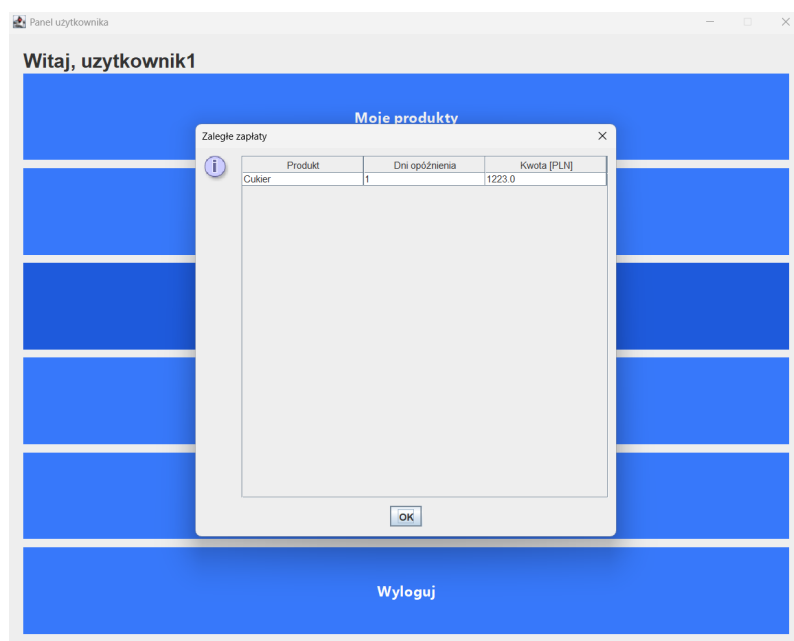 Panel użytkownika
Witaj, uzytkownik1
Moje produkty
Zaległe zapłaty
i
Produkt Dni opóźnienia Kwota [PLN]
Cukier 1 1223.0
OK
Wyloguj